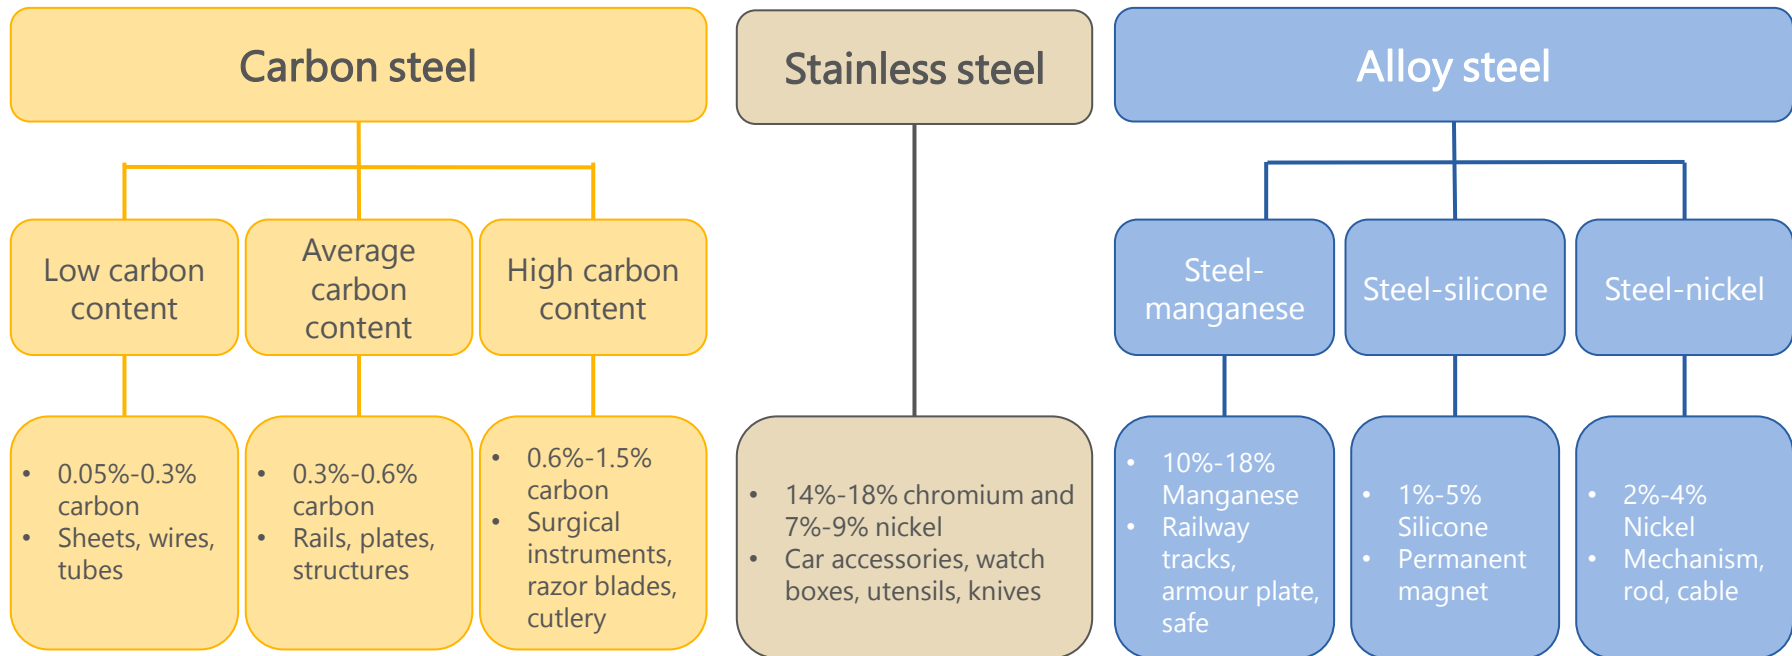 Carbon steel
Stainless steel
Alloy steel
Low carbon
content
Average
carbon
content
High carbon
content
Steel-
manganese
Steel-silicone
Steel-nickel
• 0.05%-0.3%
carbon
• Sheets, wires,
tubes
• 0.3%-0.6%
carbon
• Rails, plates,
structures
• 0.6%-1.5%
carbon
• Surgical
instruments,
razor blades,
cutlery
• 14%-18% chromium and
7%-9% nickel
• Car accessories, watch
boxes, utensils, knives
• 10%-18%
Manganese
• Railway
tracks,
armour plate,
safe
• 1%-5%
Silicone
• Permanent
magnet
• 2%-4%
Nickel
• Mechanism,
rod, cable